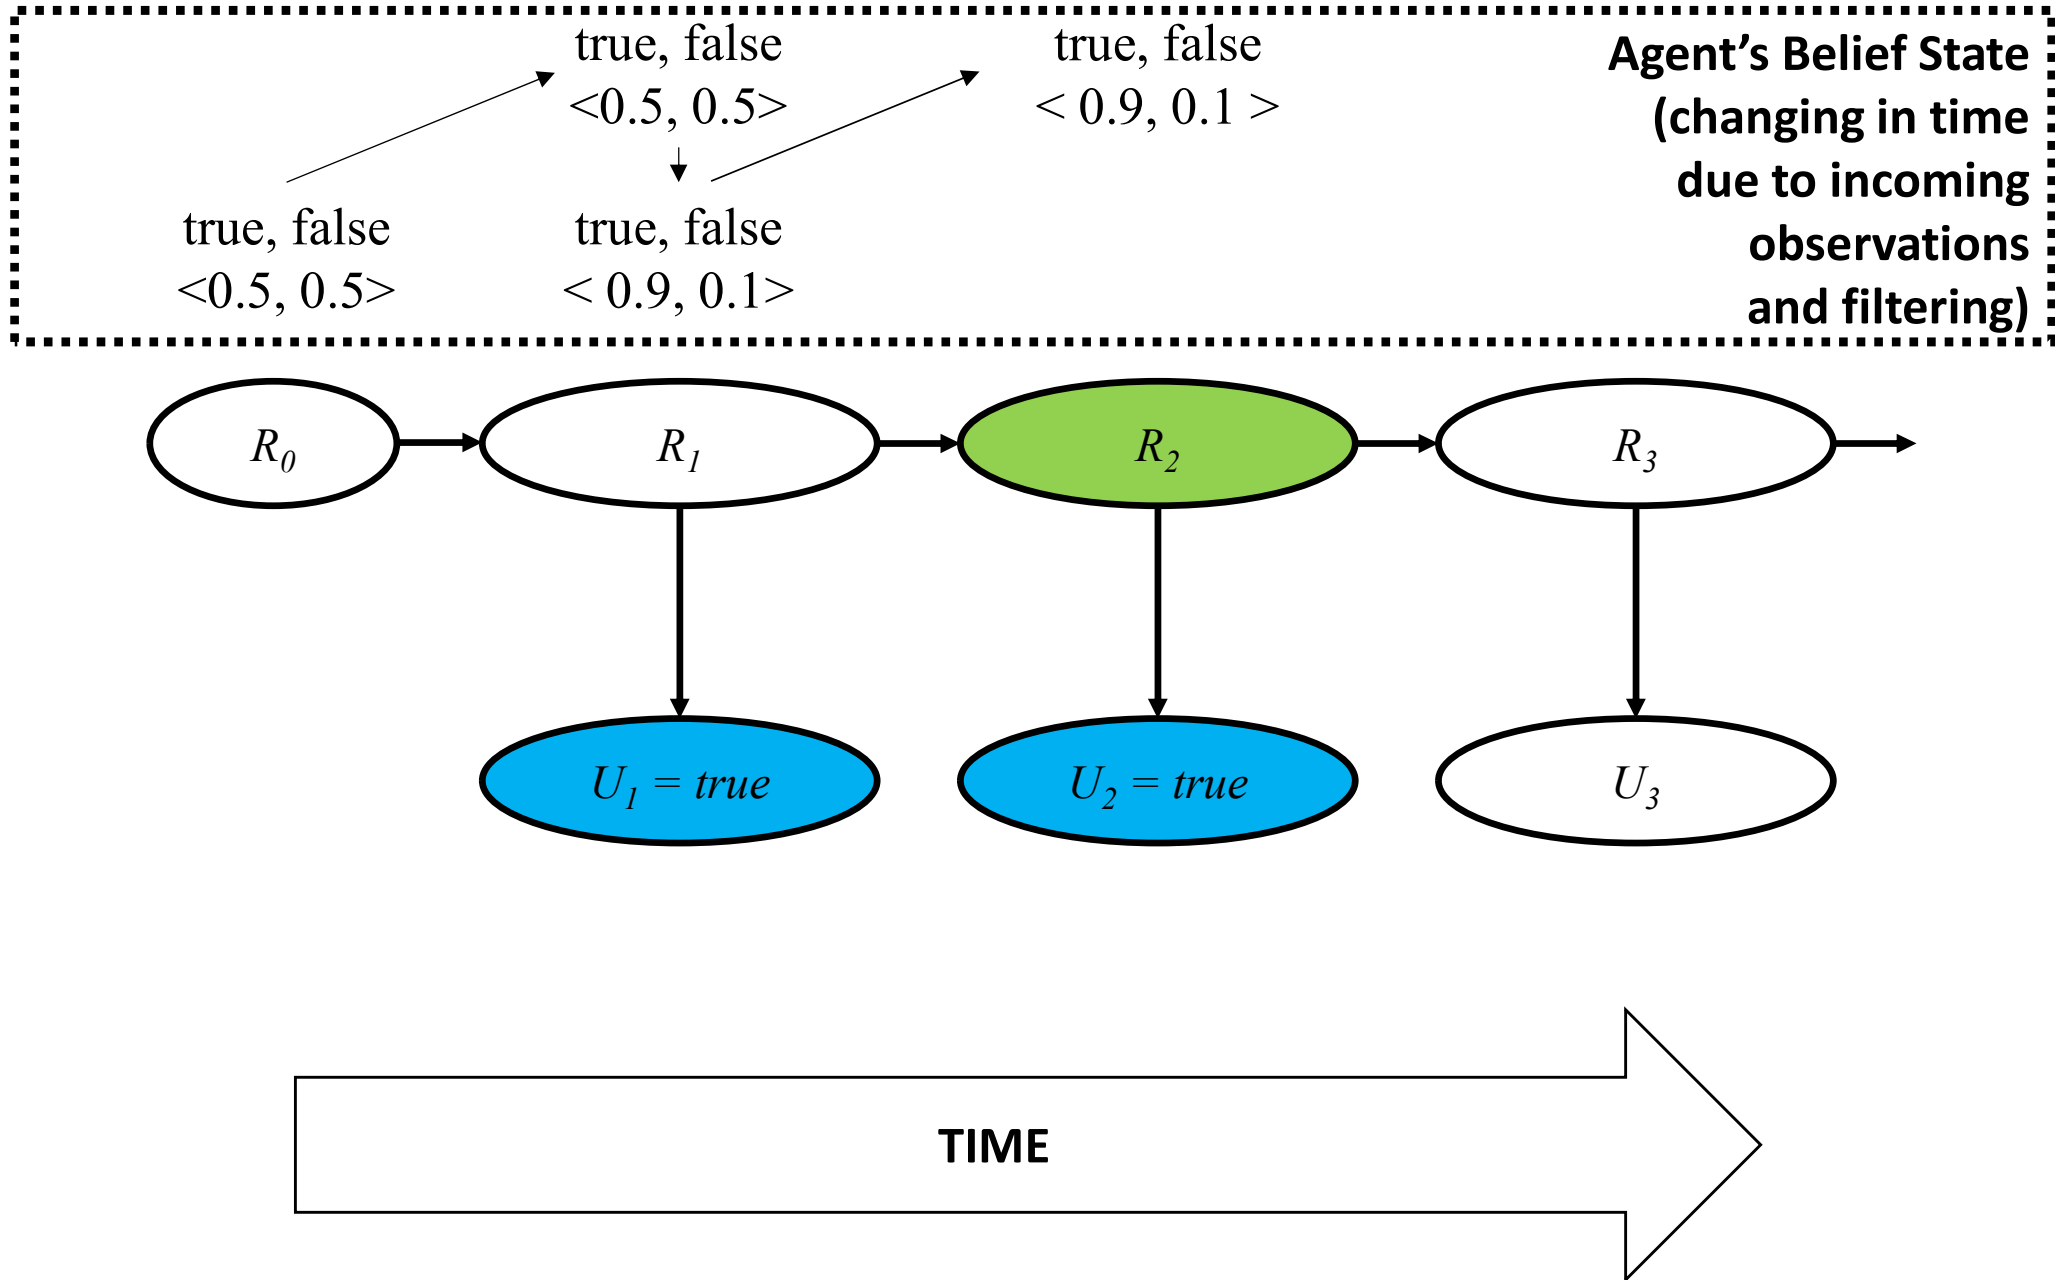 true, false
<0.5, 0.5>
true, false
< 0.9, 0.1 >
true, false
<0.5, 0.5>
true, false
< 0.9, 0.1>
Agent’s Belief State
(changing in time
due to incoming
observations
and filtering)
R0
R1
R2
R3
U1 = true
U2 = true
U3
TIME